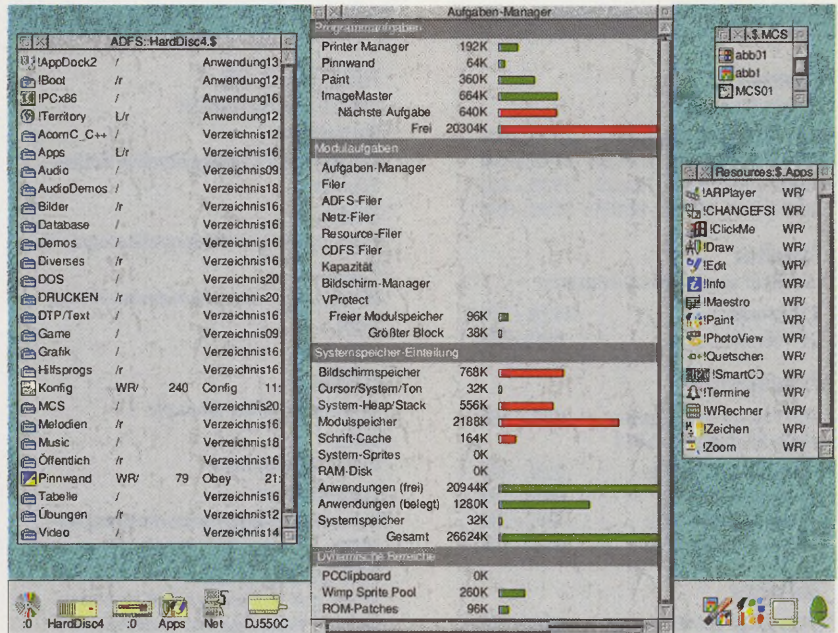 ADFS::HardDisc4.$
!AppDock2 / Anwendung13:
!Boot /r Anwendung12
!PCx86 / Anwendung16
!Territory L/r Anwendung12
AcornC_C++ / Verzeichnis12
Apps L/r Verzeichnis16
Audio / Verzeichnis09:
AudioDemos / Verzeichnis18
Bilder /r Verzeichnis16
Database / Verzeichnis16
Demos / Verzeichnis16
Diverses /r Verzeichnis16
DOS / Verzeichnis20
DRUCKEN /r Verzeichnis20
DTP/Text / Verzeichnis16
Game / Verzeichnis09:
Grafik / Verzeichnis16
Hilfsprogs /r Verzeichnis16
Konfig WR/ 240 Config 11:
MCS / Verzeichnis20
Melodien /r Verzeichnis16
Music / Verzeichnis18
Öffentlich /r Verzeichnis16
Pinnwand WR/ 79 Obey 21:
Tabelle / Verzeichnis16
Übungen /r Verzeichnis12
Video / Verzeichnis14
Aufgaben-Manager
Programmaufgaben
Printer Manager 192K
Pinnwand 64K
Paint 360K
ImageMaster 664K
Nächste Aufgabe 640K
Frei 20304K
Modulaufgaben
Aufgaben-Manager
Filer
ADFS-Filer
Netz-Filer
Resource-Filer
CDFS Filer
Kapazität
Bildschirm-Manager
VProtect
Freier Modulspeicher 96K
Größter Block 38K
Systemspeicher-Einteilung
Bildschirmspeicher 768K
Cursor/System/Ton 32K
System-Heap/Stack 556K
Modulspeicher 2188K
Schrift-Cache 164K
System-Sprites 0K
RAM-Disk 0K
Anwendungen (frei) 20944K
Anwendungen (belegt) 1280K
Systemspeicher 32K
Gesamt 26624K
Dynamische Bereiche
PCClipboard 0K
Wimp Sprite Pool 260K
ROM-Patches 96K
.$.MCS
abb01
abb1
MCS01
Resources:$.Apps
!ARPlayer WR/
!CHANGEFSI WR/
!ClickMe WR/
!Draw WR/
!Edit WR/
!Info WR/
!Maestro WR/
!Paint WR/
!PhotoView WR/
!Quetschen WR/
!SmartCD WR/
!Termine WR/
!WRechner WR/
!Zeichen WR/
!Zoom WR/
:0 HardDisc4 :0 Apps Net DJ550C